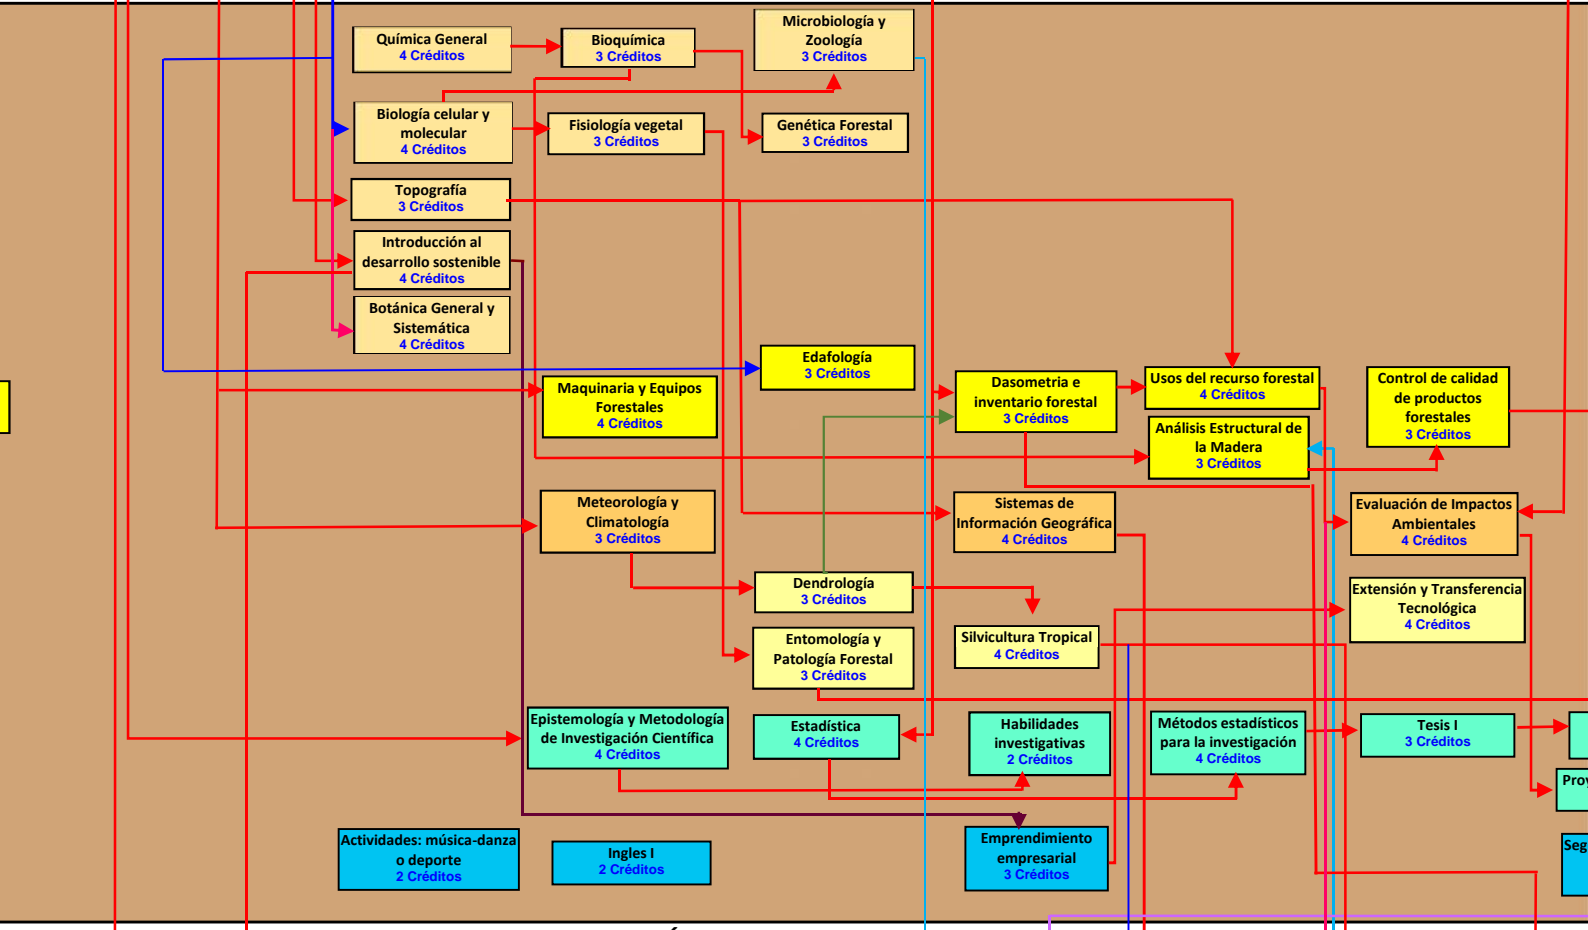 Química General
4 Créditos
Bioquímica
3 Créditos
Microbiología y
Zoología
3 Créditos
Biología celular y
molecular
4 Créditos
Fisiología vegetal
3 Créditos
Genética Forestal
3 Créditos
Topografía
3 Créditos
Introducción al
desarrollo sostenible
4 Créditos
Botánica General y
Sistemática
4 Créditos
Edafología
3 Créditos
Maquinaria y Equipos
Forestales
4 Créditos
Dasometria e
inventario forestal
3 Créditos
Usos del recurso forestal
4 Créditos
Análisis Estructural de
la Madera
3 Créditos
Control de calidad
de productos
forestales
3 Créditos
Meteorología y
Climatología
3 Créditos
Sistemas de
Información Geográfica
4 Créditos
Evaluación de Impactos
Ambientales
4 Créditos
Dendrología
3 Créditos
Extensión y Transferencia
Tecnológica
4 Créditos
Entomología y
Patología Forestal
3 Créditos
Silvicultura Tropical
4 Créditos
Epistemología y Metodología
de Investigación Científica
4 Créditos
Estadística
4 Créditos
Habilidades
investigativas
2 Créditos
Métodos estadísticos
para la investigación
4 Créditos
Tesis I
3 Créditos
Proy
Actividades: música-danza
o deporte
2 Créditos
Ingles I
2 Créditos
Emprendimiento
empresarial
3 Créditos
Seg